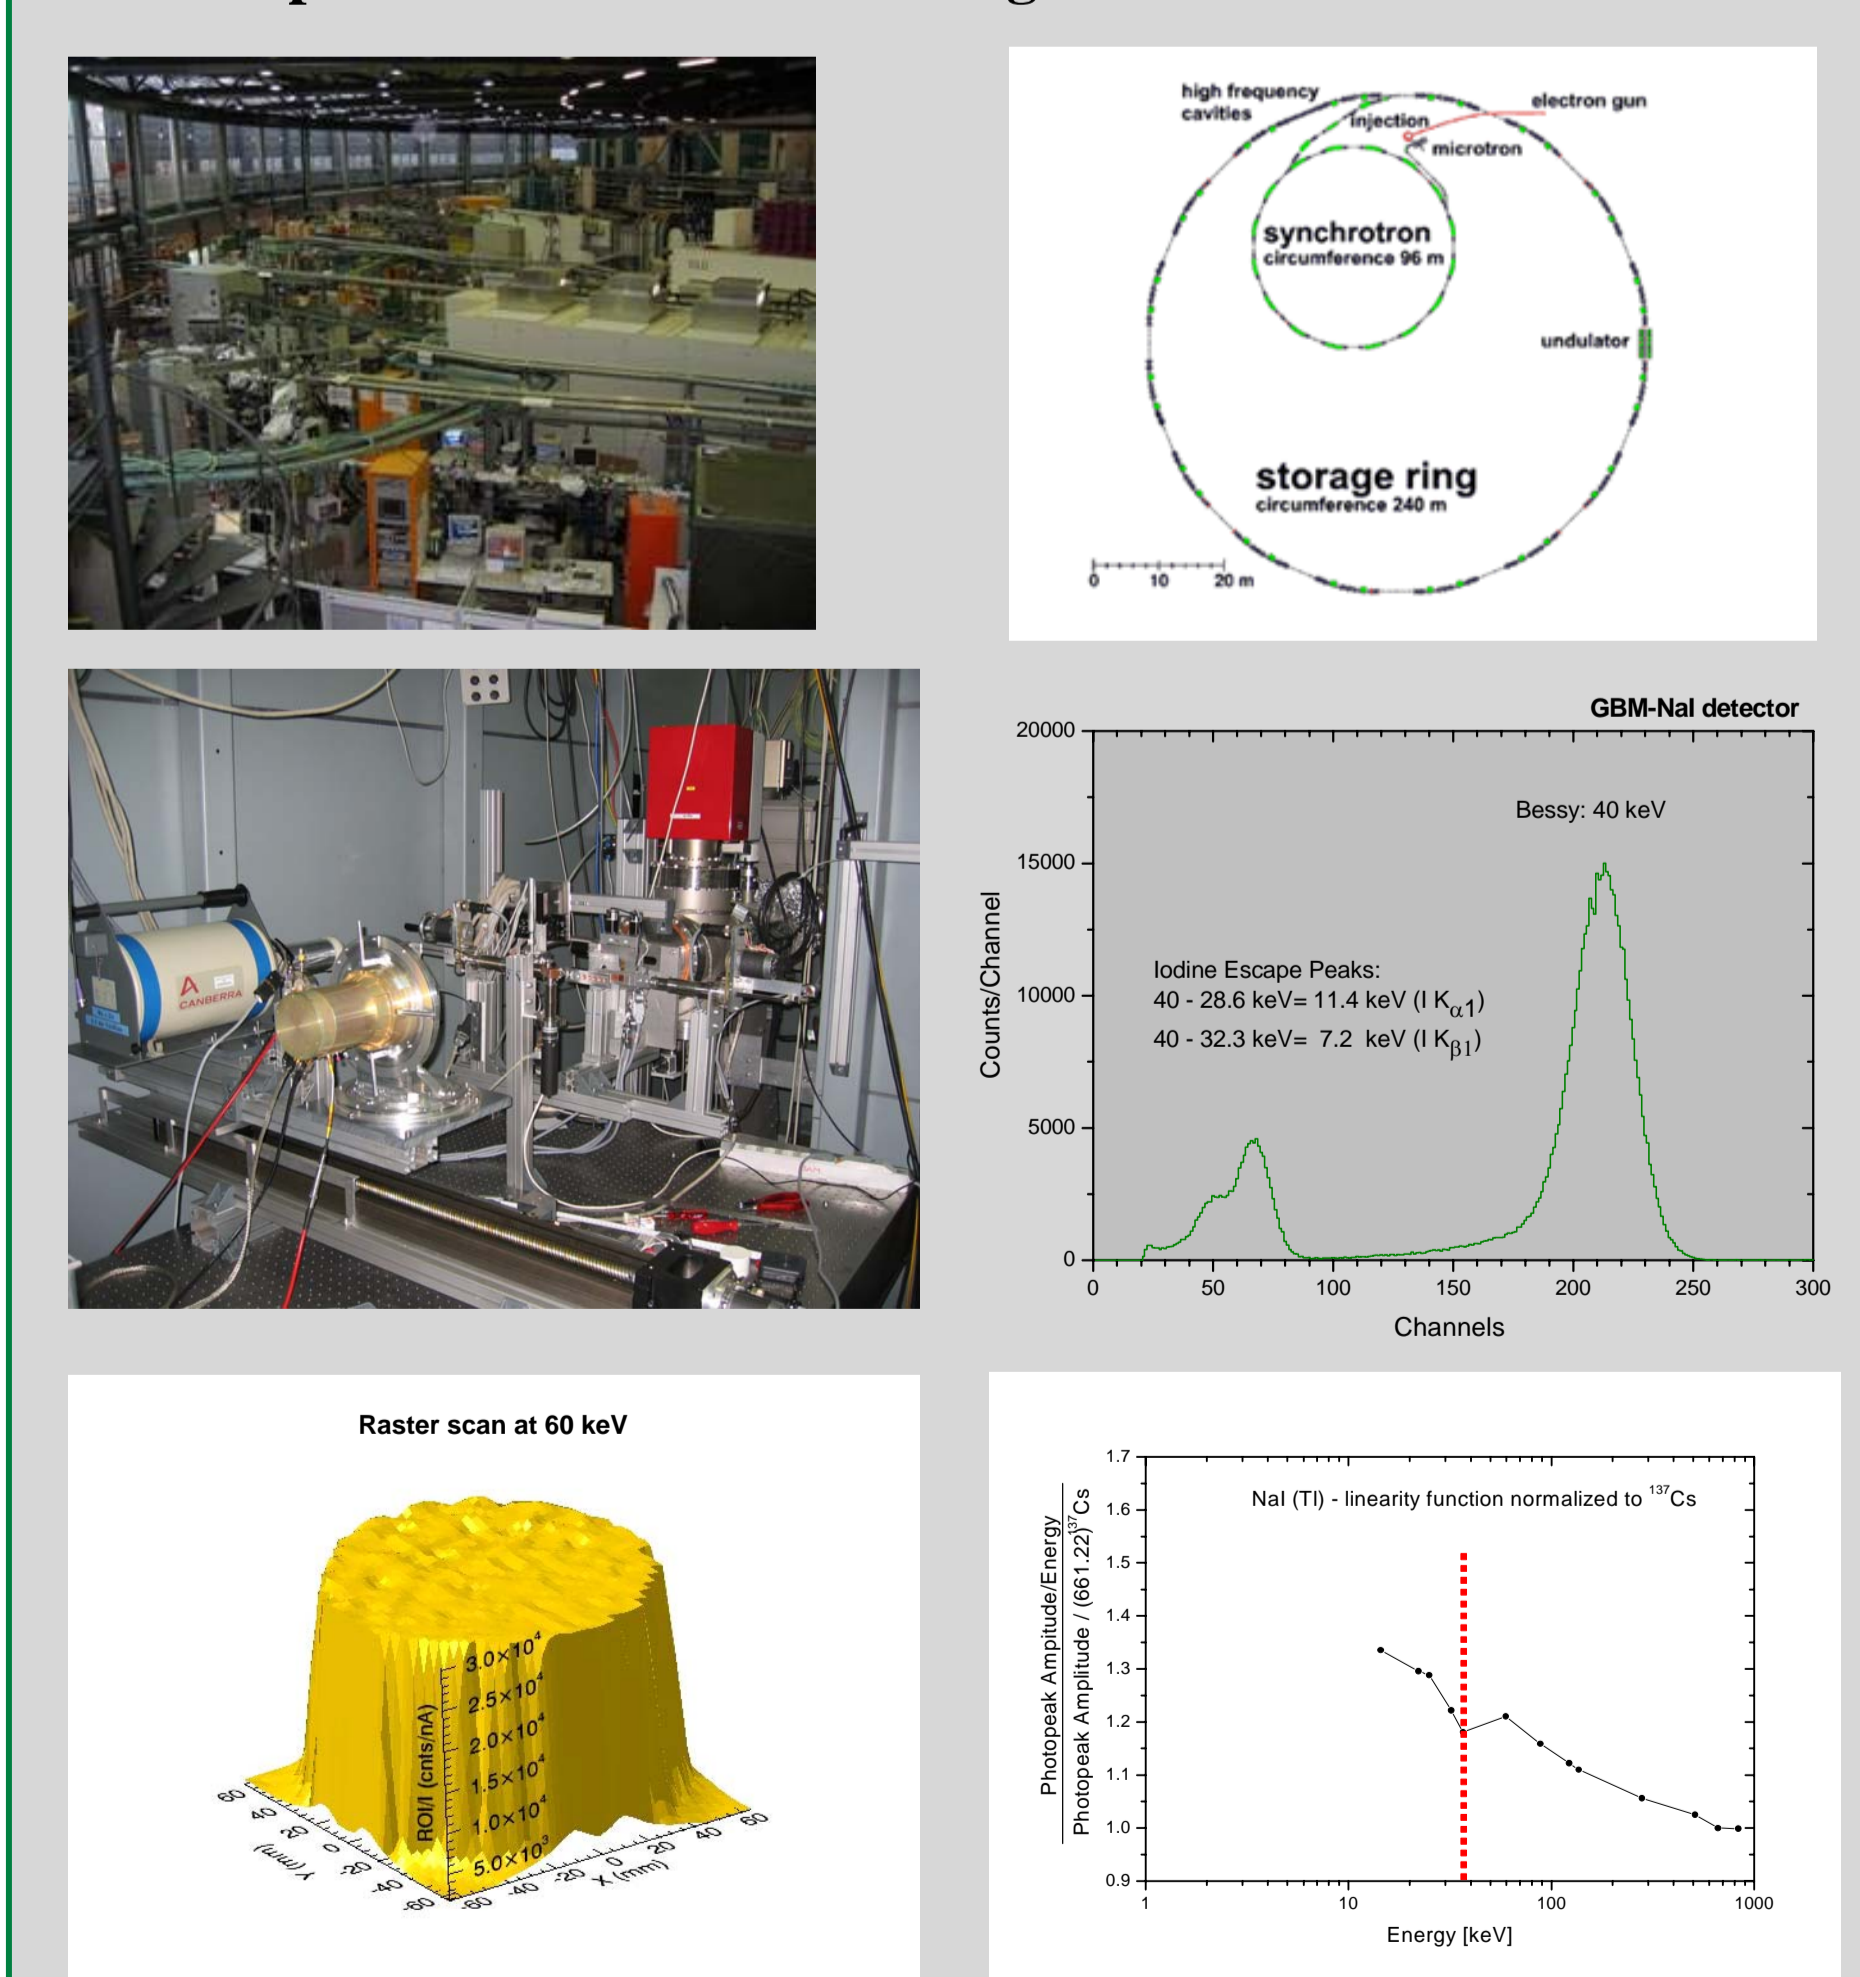 high frequency
cavities
electron gun
injection
microtron
synchrotron
circumference 96 m
undulator
storage ring
circumference 240 m
0 10 20 m
CANBERRA
GBM-NaI detector
20000
15000
10000
5000
0
Counts/Channel
Bessy: 40 keV
Iodine Escape Peaks:
40 - 28.6 keV= 11.4 keV (I Kα1)
40 - 32.3 keV= 7.2 keV (I Kβ1)
0 50 100 150 200 250 300
Channels
Raster scan at 60 keV
3.0×10⁴
2.5×10⁴
2.0×10⁴
1.5×10⁴
1.0×10⁴
5.0×10³
ROI/I (cnts/nA)
60 40 20 0 -20 -40 -60
Y (mm)
-60 -40 -20 0 20 40 60
X (mm)
1.7
1.6
1.5
1.4
1.3
1.2
1.1
1.0
0.9
Photopeak Ampitude/Energy
Photopeak Amplitude / (661.22)¹³⁷Cs
NaI (Tl) - linearity function normalized to ¹³⁷Cs
1 10 100 1000
Energy [keV]